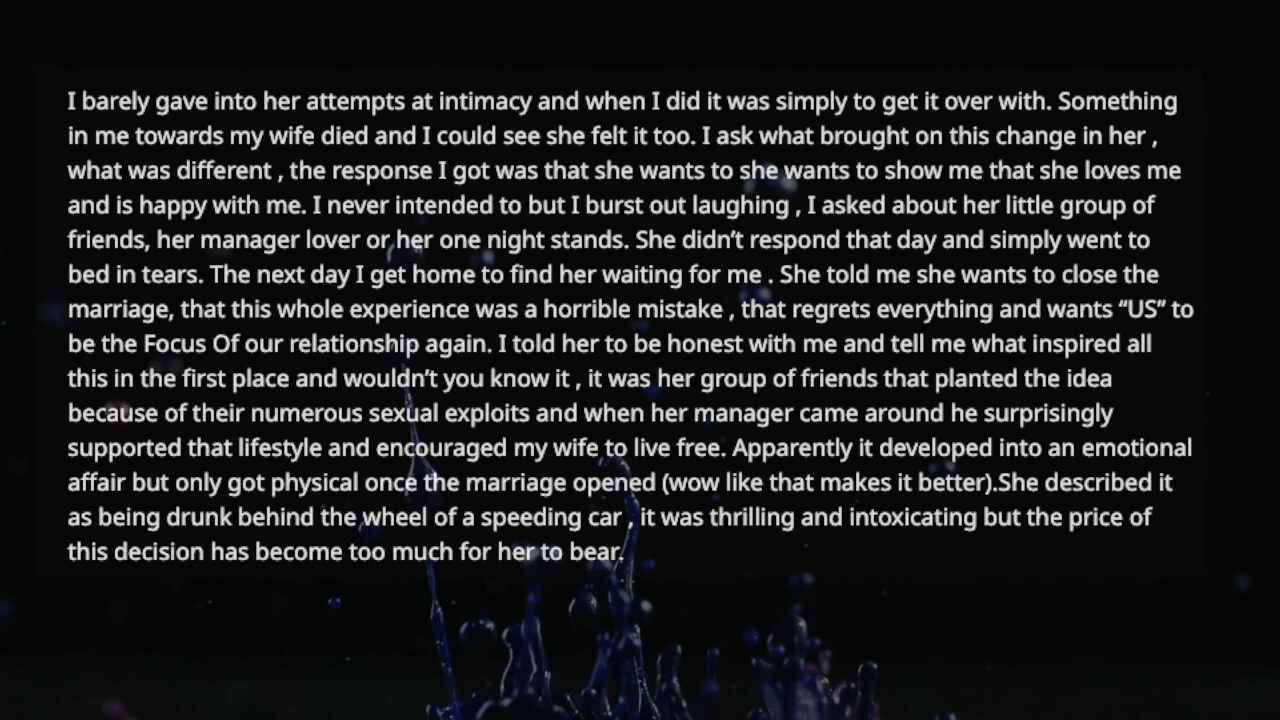 I barely gave into her attempts at intimacy and when I did it was simply to get it over with. Something
in me towards my wife died and I could see she felt it too. I ask what brought on this change in her ,
what was different , the response I got was that she wants to she wants to show me that she loves me
and is happy with me. I never intended to but I burst out laughing , I asked about her little group of
friends, her manager lover or her one night stands. She didn’t respond that day and simply went to
bed in tears. The next day I get home to find her waiting for me . She told me she wants to close the
marriage, that this whole experience was a horrible mistake , that regrets everything and wants “US” to
be the Focus Of our relationship again. I told her to be honest with me and tell me what inspired all
this in the first place and wouldn’t you know it , it was her group of friends that planted the idea
because of their numerous sexual exploits and when her manager came around he surprisingly
supported that lifestyle and encouraged my wife to live free. Apparently it developed into an emotional
affair but only got physical once the marriage opened (wow like that makes it better).She described it
as being drunk behind the wheel of a speeding car , it was thrilling and intoxicating but the price of
this decision has become too much for her to bear.